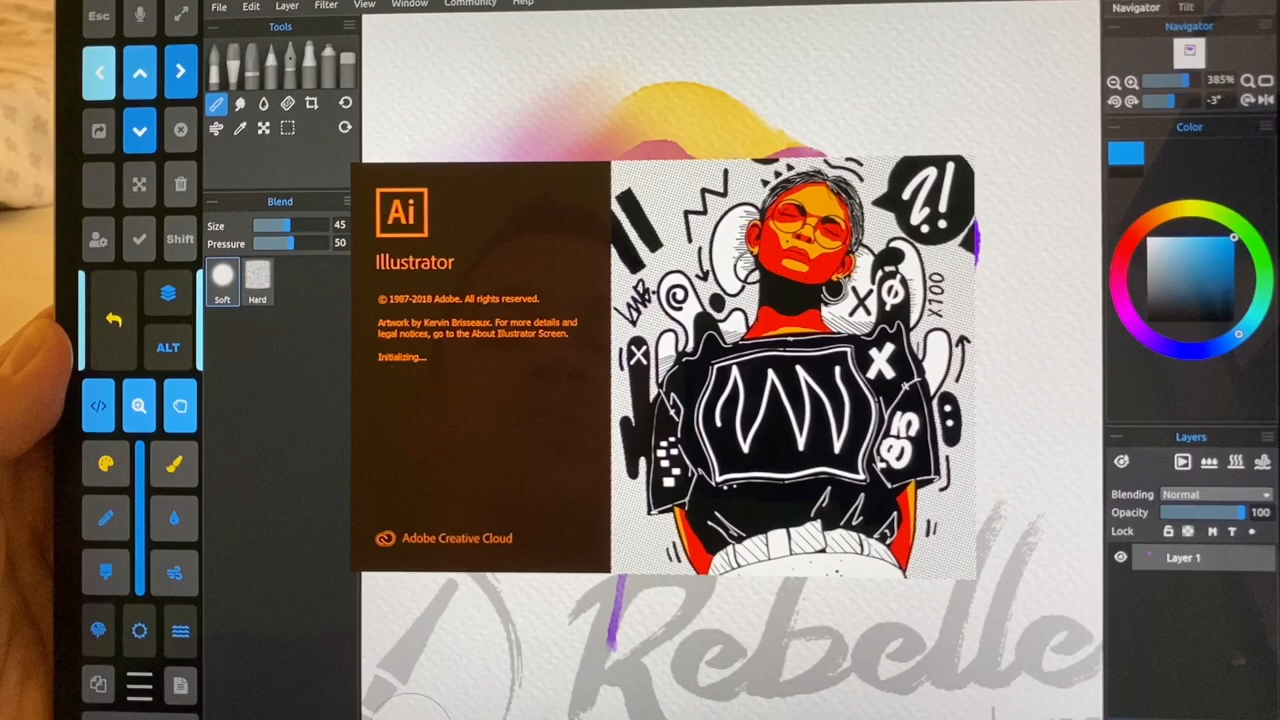 Esc
Shift
ALT
</>
File Edit Layer Filter View Window Community Help
Tools
Blend
Size 45
Pressure 50
Soft Hard
Ai
Illustrator
© 1987-2018 Adobe. All rights reserved.
Artwork by Kervin Brisseaux. For more details and
legal notices, go to the About Illustrator Screen.
Initializing...
Adobe Creative Cloud
?!
X100
X
X
X
85
Rebelle
Navigator Tilt
Navigator
385%
-3°
Color
Layers
Blending Normal
Opacity 100
Lock M T
Layer 1